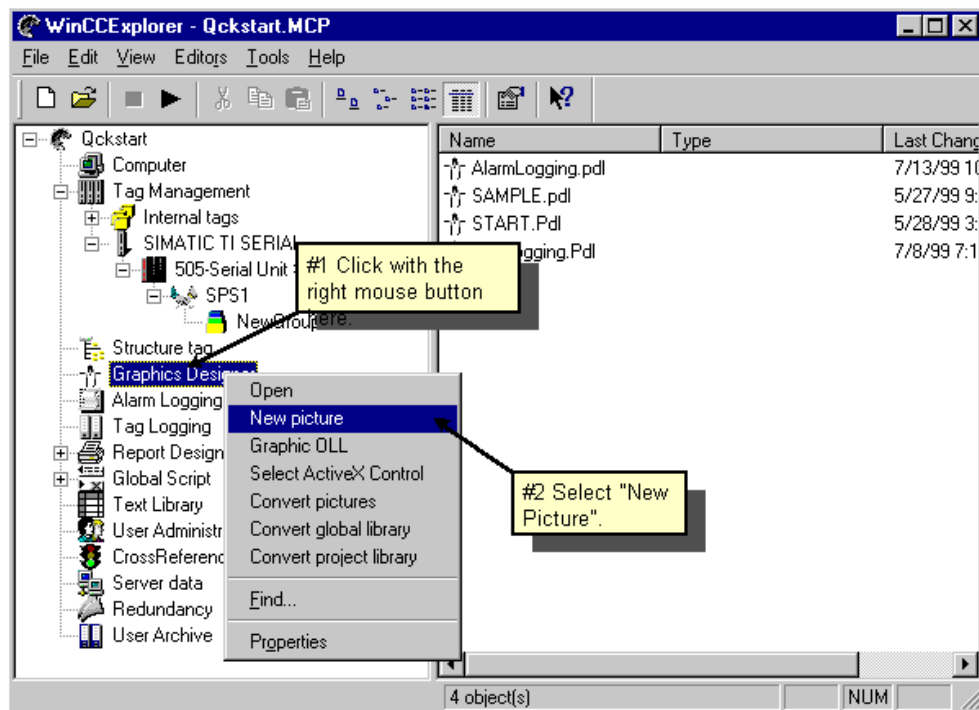 WinCCExplorer - Qckstart.MCP
File Edit View Editors Tools Help
Qckstart
Computer
Tag Management
Internal tags
SIMATIC TI SERIAL
505-Serial Unit
SPS1
NewGroup
Structure tag
Graphics Designer
Alarm Logging
Tag Logging
Report Design
Global Script
Text Library
User Administr
CrossReferenc
Server data
Redundancy
User Archive
Name Type Last Chang
AlarmLogging.pdl 7/13/99 10
SAMPLE.pdl 5/27/99 9:
START.Pdl 5/28/99 3:
gging.Pdl 7/8/99 7:1
#1 Click with the
right mouse button
here.
Open
New picture
Graphic OLL
Select ActiveX Control
Convert pictures
Convert global library
Convert project library
Find...
Properties
#2 Select "New
Picture".
4 object(s) NUM